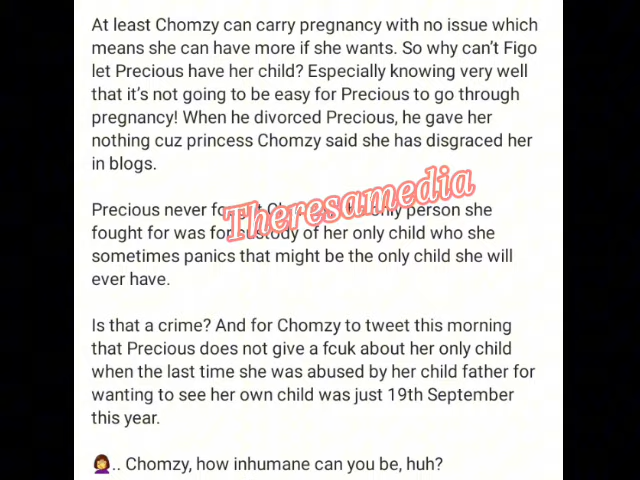 At least Chomzy can carry pregnancy with no issue which
means she can have more if she wants. So why can't Figo
let Precious have her child? Especially knowing very well
that it's not going to be easy for Precious to go through
pregnancy! When he divorced Precious, he gave her
nothing cuz princess Chomzy said she has disgraced her
in blogs.
Precious never only person she
Theresamedia
fought for was for custody of her only child who she
sometimes panics that might be the only child she will
ever have.
Is that a crime? And for Chomzy to tweet this morning
that Precious does not give a fcuk about her only child
when the last time she was abused by her child father for
wanting to see her own child was just 19th September
this year.
🤦‍♀️.. Chomzy, how inhumane can you be, huh?